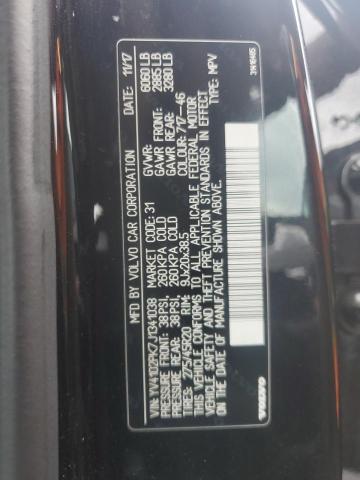 MFD BY VOLVO CAR CORPORATION DATE: 11/17
VIN: YV4102PK7J1341038 MARKET CODE: 31 GVWR: 6060 LB
PRESSURE FRONT: 38 PSI, 260 KPA COLD GAWR FRONT: 2885 LB
PRESSURE REAR: 38 PSI, 260 KPA COLD GAWR REAR: 3280 LB
TIRES: 275/45R20 RIM: 9Jx20x38.5 COLOUR: 717--46
THIS VEHICLE CONFORMS TO ALL APPLICABLE FEDERAL MOTOR
VEHICLE SAFETY AND THEFT PREVENTION STANDARDS IN EFFECT
ON THE DATE OF MANUFACTURE SHOWN ABOVE. TYPE: MPV
VOLVO